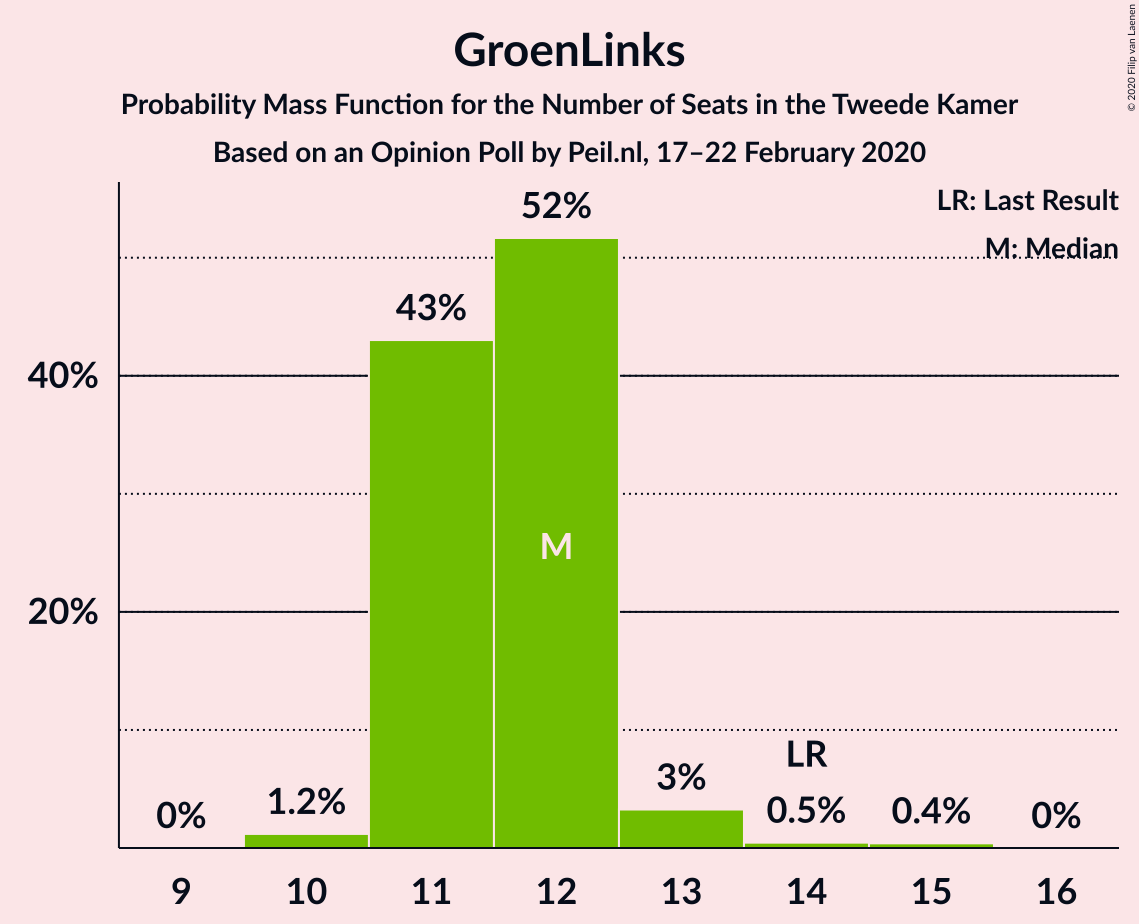 GroenLinks
Probability Mass Function for the Number of Seats in the Tweede Kamer
Based on an Opinion Poll by Peil.nl, 17–22 February 2020
© 2020 Filip van Laenen
LR: Last Result
M: Median
52%
43%
40%
20%
M
LR
0%
1.2%
3%
0.5%
0.4%
0%
9
10
11
12
13
14
15
16